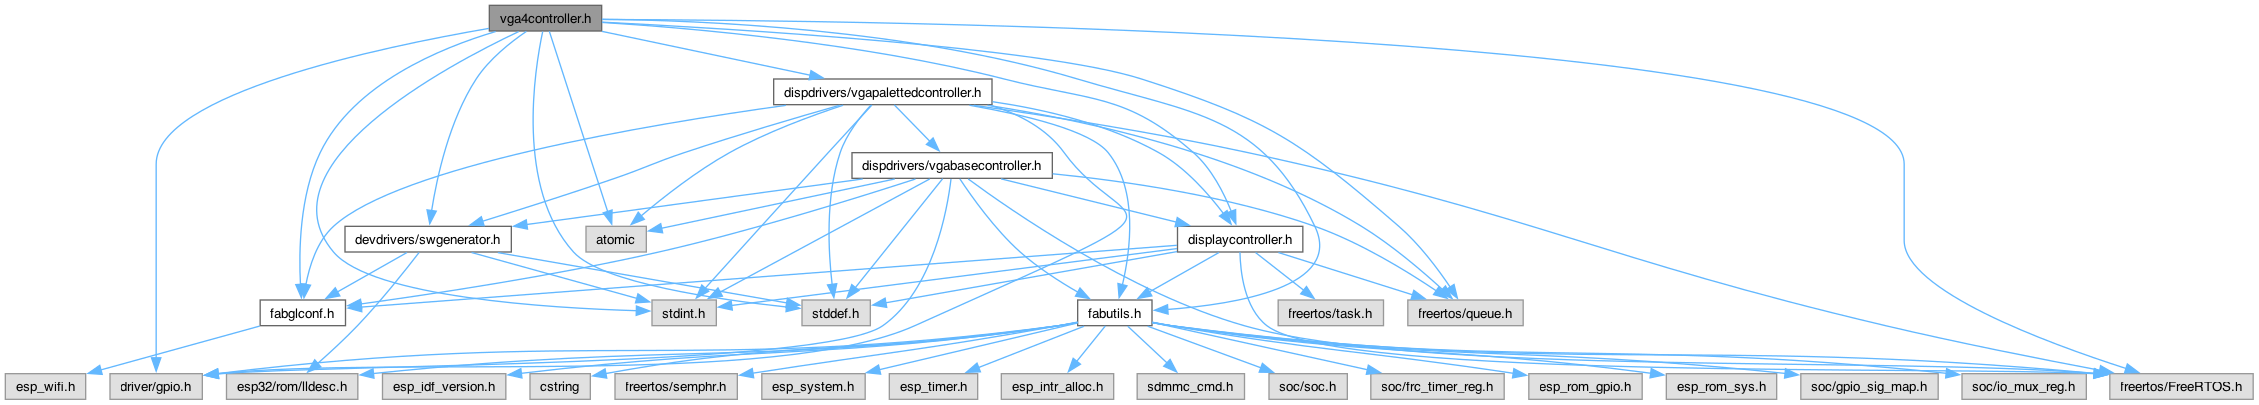 vga4controller.h
dispdrivers/vgapalettedcontroller.h
dispdrivers/vgabasecontroller.h
devdrivers/swgenerator.h
atomic
displaycontroller.h
fabglconf.h
stdint.h
stddef.h
fabutils.h
freertos/task.h
freertos/queue.h
esp_wifi.h
driver/gpio.h
esp32/rom/lldesc.h
esp_idf_version.h
cstring
freertos/semphr.h
esp_system.h
esp_timer.h
esp_intr_alloc.h
sdmmc_cmd.h
soc/soc.h
soc/frc_timer_reg.h
esp_rom_gpio.h
esp_rom_sys.h
soc/gpio_sig_map.h
soc/io_mux_reg.h
freertos/FreeRTOS.h